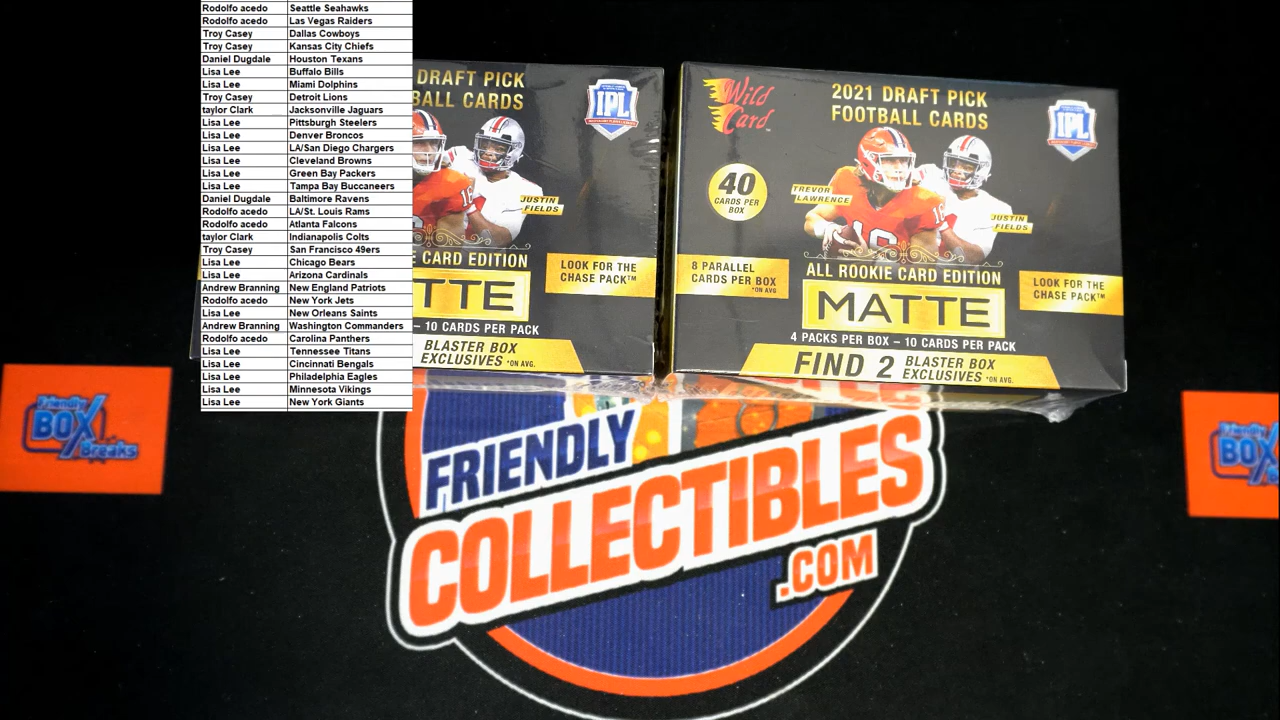 Rodolfo acedo Seattle Seahawks
Rodolfo acedo Las Vegas Raiders
Troy Casey Dallas Cowboys
Troy Casey Kansas City Chiefs
Daniel Dugdale Houston Texans
Lisa Lee Buffalo Bills
Lisa Lee Miami Dolphins
Troy Casey Detroit Lions
taylor Clark Jacksonville Jaguars
Lisa Lee Pittsburgh Steelers
Lisa Lee Denver Broncos
Lisa Lee LA/San Diego Chargers
Lisa Lee Cleveland Browns
Lisa Lee Green Bay Packers
Lisa Lee Tampa Bay Buccaneers
Daniel Dugdale Baltimore Ravens
Rodolfo acedo LA/St. Louis Rams
Rodolfo acedo Atlanta Falcons
taylor Clark Indianapolis Colts
Troy Casey San Francisco 49ers
Lisa Lee Chicago Bears
Lisa Lee Arizona Cardinals
Andrew Branning New England Patriots
Rodolfo acedo New York Jets
Lisa Lee New Orleans Saints
Andrew Branning Washington Commanders
Rodolfo acedo Carolina Panthers
Lisa Lee Tennessee Titans
Lisa Lee Cincinnati Bengals
Lisa Lee Philadelphia Eagles
Lisa Lee Minnesota Vikings
Lisa Lee New York Giants
DRAFT PICK
BALL CARDS
IPL
16
JUSTIN
FIELDS
E CARD EDITION
LOOK FOR THE
CHASE PACK™
TTE
– 10 CARDS PER PACK
BLASTER BOX
EXCLUSIVES *ON AVG.
Wild
Card™
2021 DRAFT PICK
FOOTBALL CARDS
IPL
40
CARDS PER
BOX
TREVOR
LAWRENCE
16
16
JUSTIN
FIELDS
8 PARALLEL
CARDS PER BOX
*ON AVG
ALL ROOKIE CARD EDITION
LOOK FOR THE
CHASE PACK™
MATTE
4 PACKS PER BOX – 10 CARDS PER PACK
FIND 2 BLASTER BOX
EXCLUSIVES *ON AVG.
Friendly
BOX
Breaks
Friendly
BOX
FRIENDLY
COLLECTIBLES
.COM